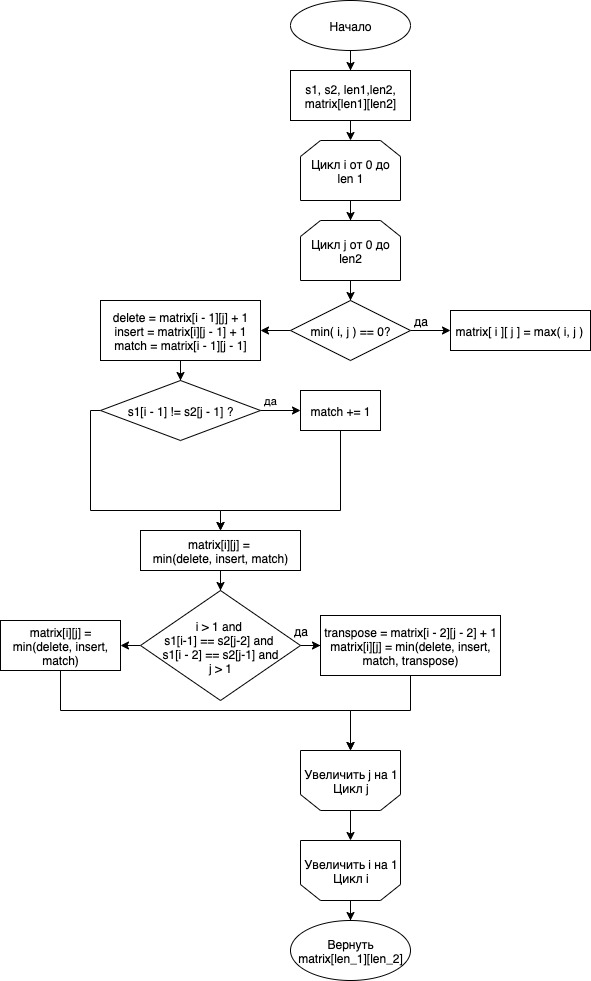 Начало
s1, s2, len1,len2,
matrix[len1][len2]
Цикл i от 0 до
len 1
Цикл j от 0 до
len2
min( i, j ) == 0?
да
matrix[ i ][ j ] = max( i, j )
delete = matrix[i - 1][j] + 1
insert = matrix[i][j - 1] + 1
match = matrix[i - 1][j - 1]
s1[i - 1] != s2[j - 1] ?
да
match += 1
matrix[i][j] =
min(delete, insert, match)
i > 1 and
s1[i-1] == s2[j-2] and
s1[i - 2] == s2[j-1] and
j > 1
да
matrix[i][j] =
min(delete, insert,
match)
transpose = matrix[i - 2][j - 2] + 1
matrix[i][j] = min(delete, insert,
match, transpose)
Увеличить j на 1
Цикл j
Увеличить i на 1
Цикл i
Вернуть
matrix[len_1][len_2]